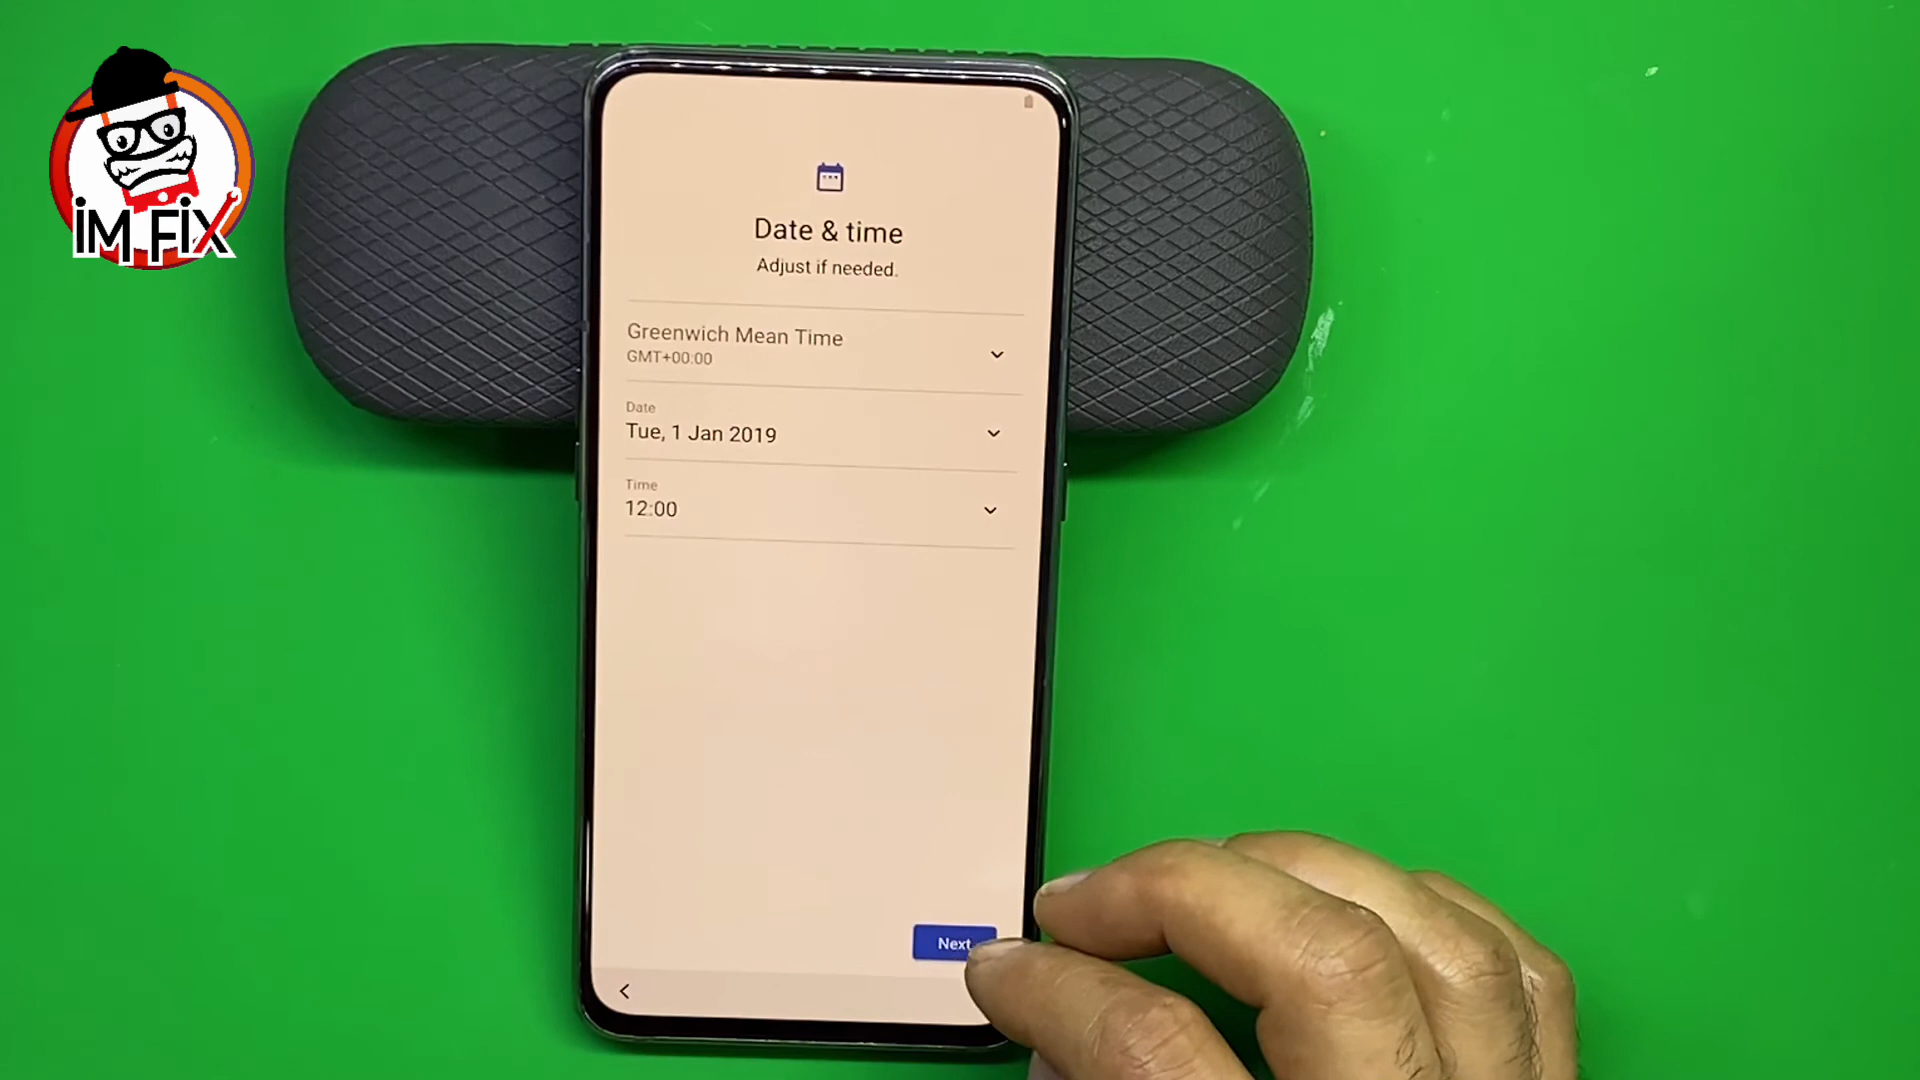 iM FiX
Date & time
Adjust if needed.
Greenwich Mean Time
GMT+00:00
Date
Tue, 1 Jan 2019
Time
12:00
Next